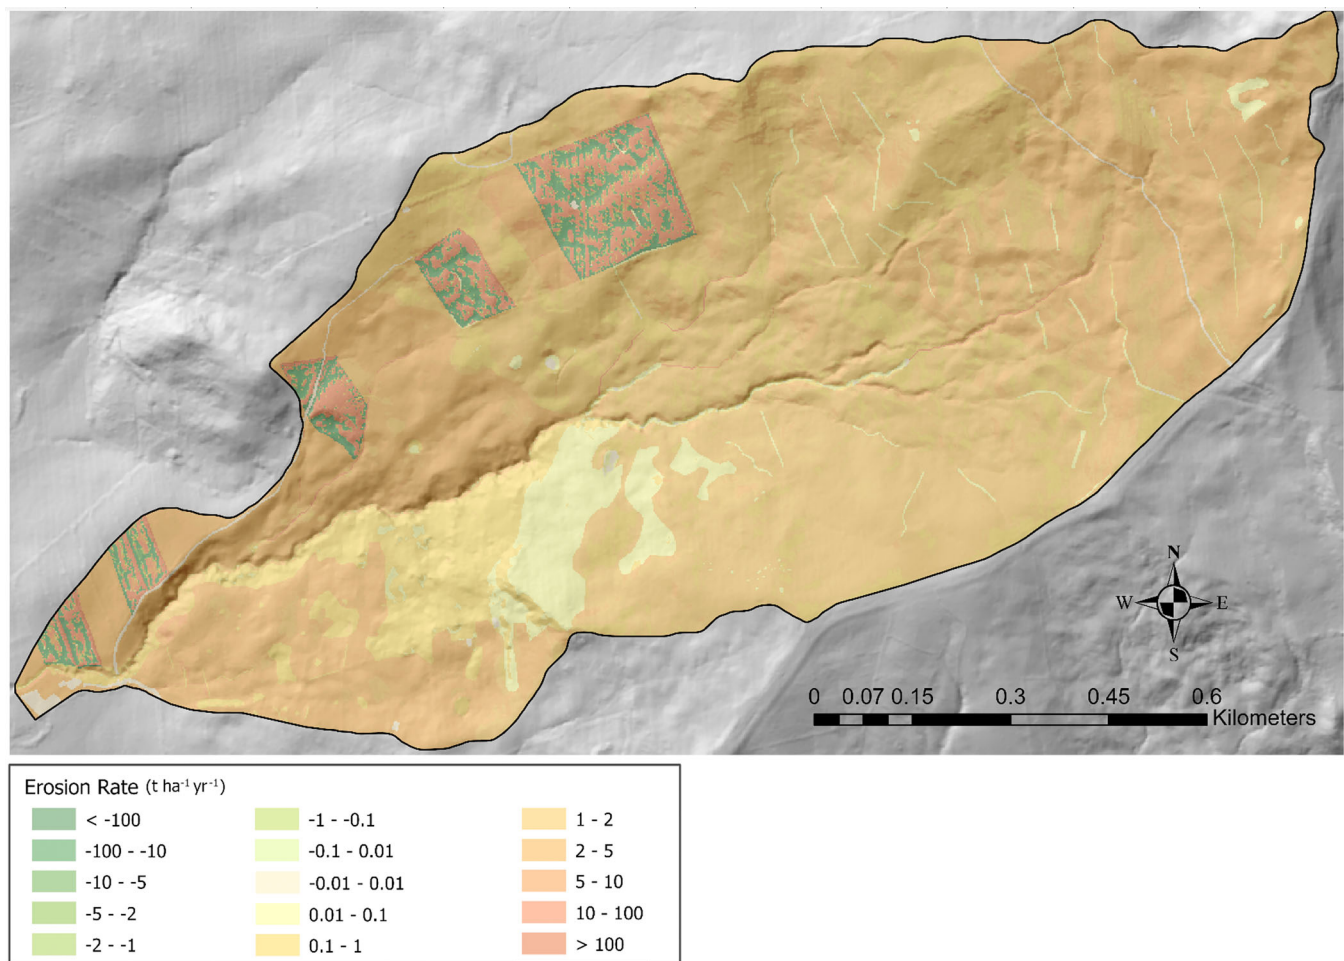 N
W E
S
0 0.07 0.15 0.3 0.45 0.6
Kilometers
Erosion Rate (t ha⁻¹ yr⁻¹)
< -100
-100 - -10
-10 - -5
-5 - -2
-2 - -1
-1 - -0.1
-0.1 - 0.01
-0.01 - 0.01
0.01 - 0.1
0.1 - 1
1 - 2
2 - 5
5 - 10
10 - 100
> 100